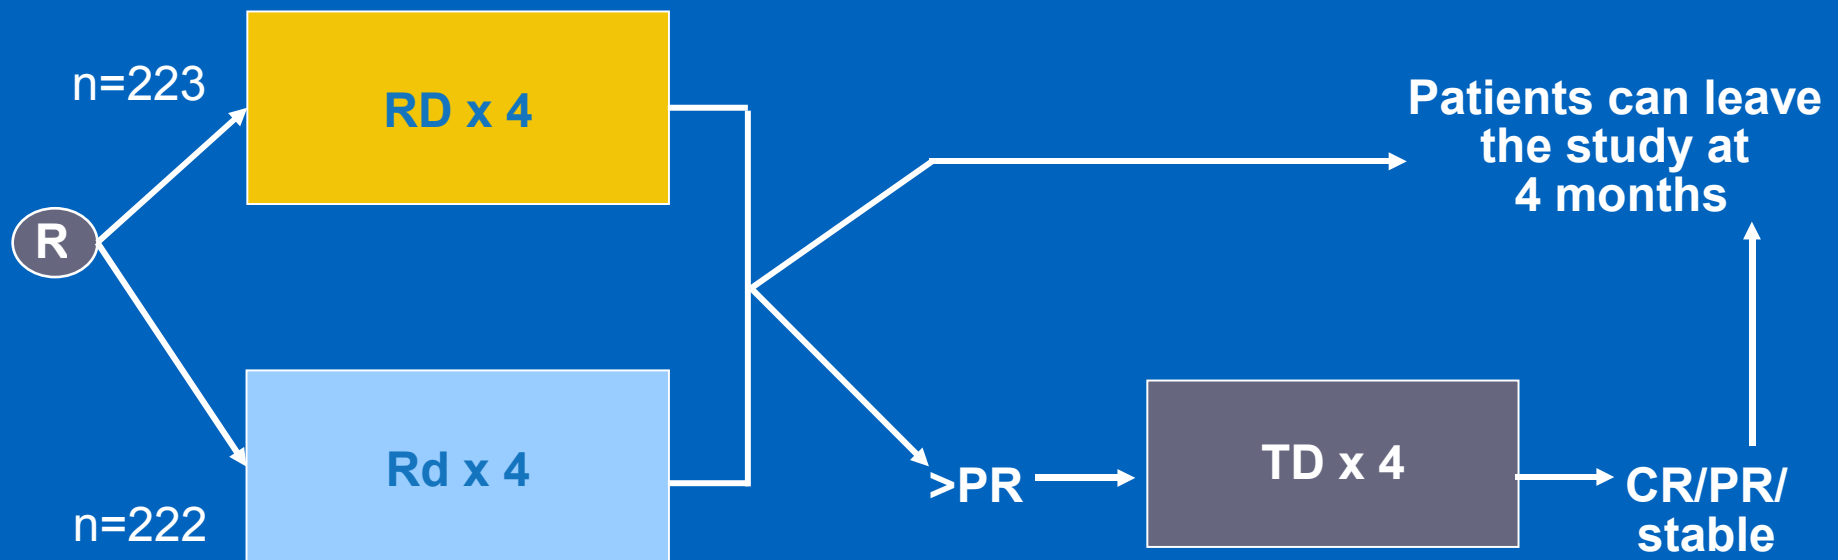 n=223
RD x 4
Patients can leave
the study at
4 months
R
Rd x 4
n=222
>PR
TD x 4
CR/PR/
stable